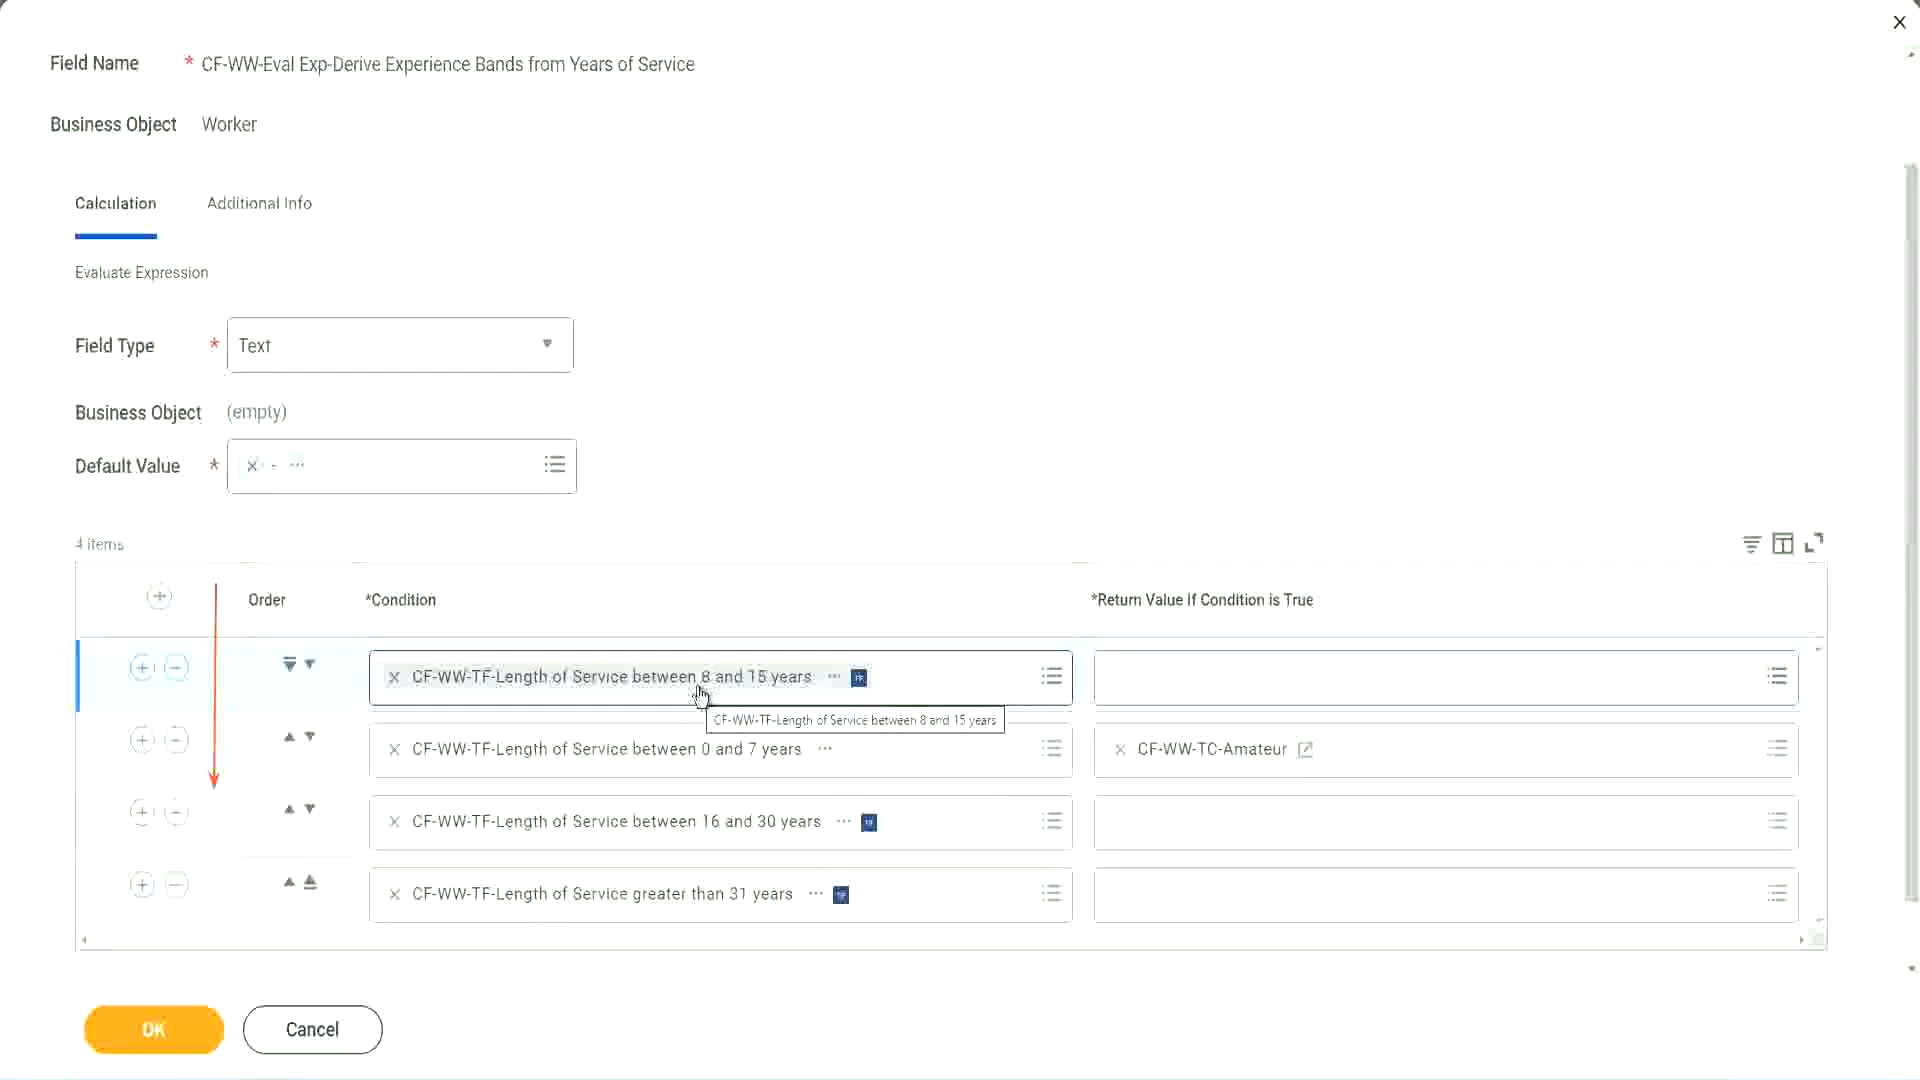 Field Name * CF-WW-Eval Exp-Derive Experience Bands from Years of Service
Business Object Worker
Calculation Additional Info
Evaluate Expression
Field Type * Text
Business Object (empty)
Default Value * × - ...
4 items
Order *Condition *Return Value If Condition is True
CF-WW-TF-Length of Service between 8 and 15 years ...
CF-WW-TF-Length of Service between 8 and 15 years
CF-WW-TF-Length of Service between 0 and 7 years ... CF-WW-TC-Amateur
CF-WW-TF-Length of Service between 16 and 30 years ...
CF-WW-TF-Length of Service greater than 31 years ...
OK Cancel